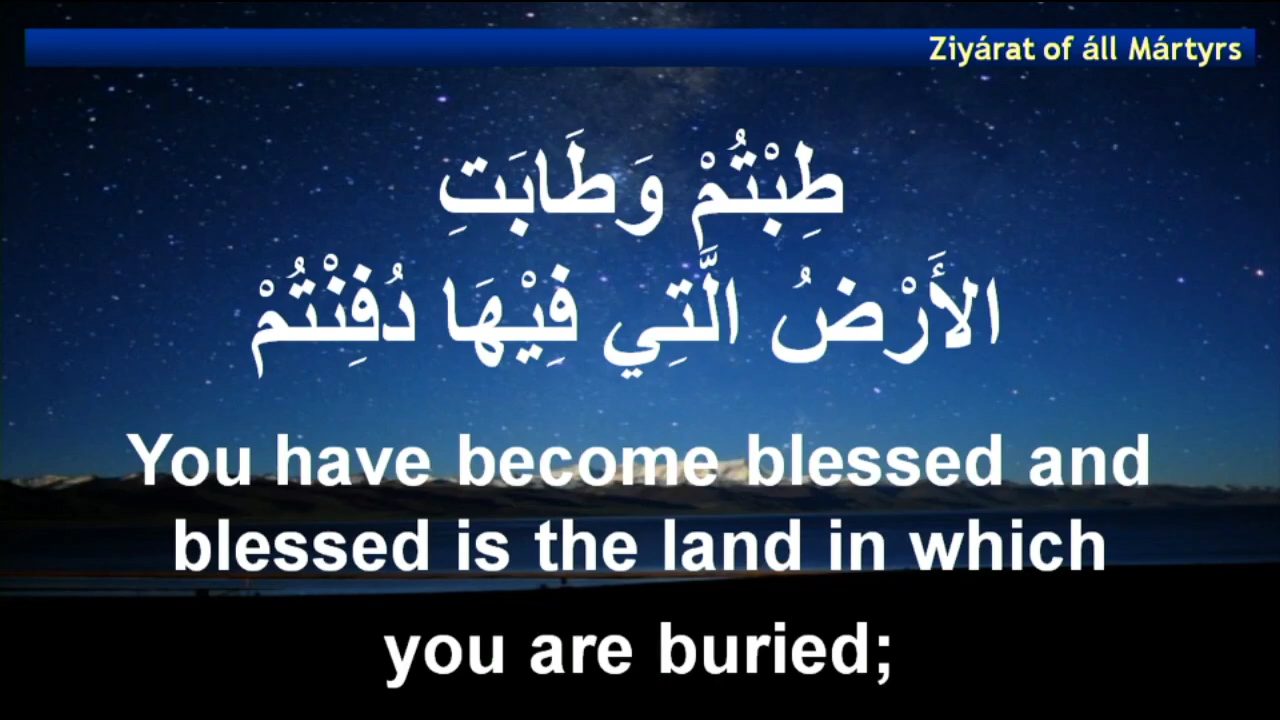 Ziyárat of áll Mártyrs
طِبْتُمْ وَطَابَتِ
الأَرْضُ الَّتِي فِيْهَا دُفِنْتُمْ
You have become blessed and
blessed is the land in which
you are buried;